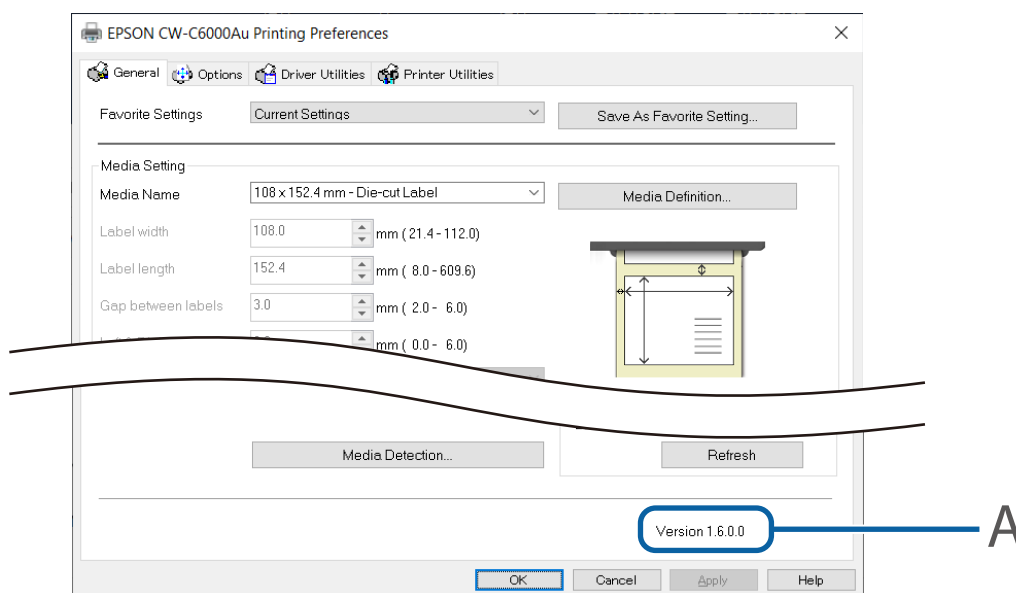 EPSON CW-C6000Au Printing Preferences
General Options Driver Utilities Printer Utilities
Favorite Settings Current Settings Save As Favorite Setting...
Media Setting
Media Name 108 x 152.4 mm - Die-cut Label Media Definition...
Label width 108.0 mm ( 21.4 - 112.0)
Label length 152.4 mm ( 8.0 - 609.6)
Gap between labels 3.0 mm ( 2.0 - 6.0)
mm ( 0.0 - 6.0)
Media Detection... Refresh
Version 1.6.0.0 A
OK Cancel Apply Help